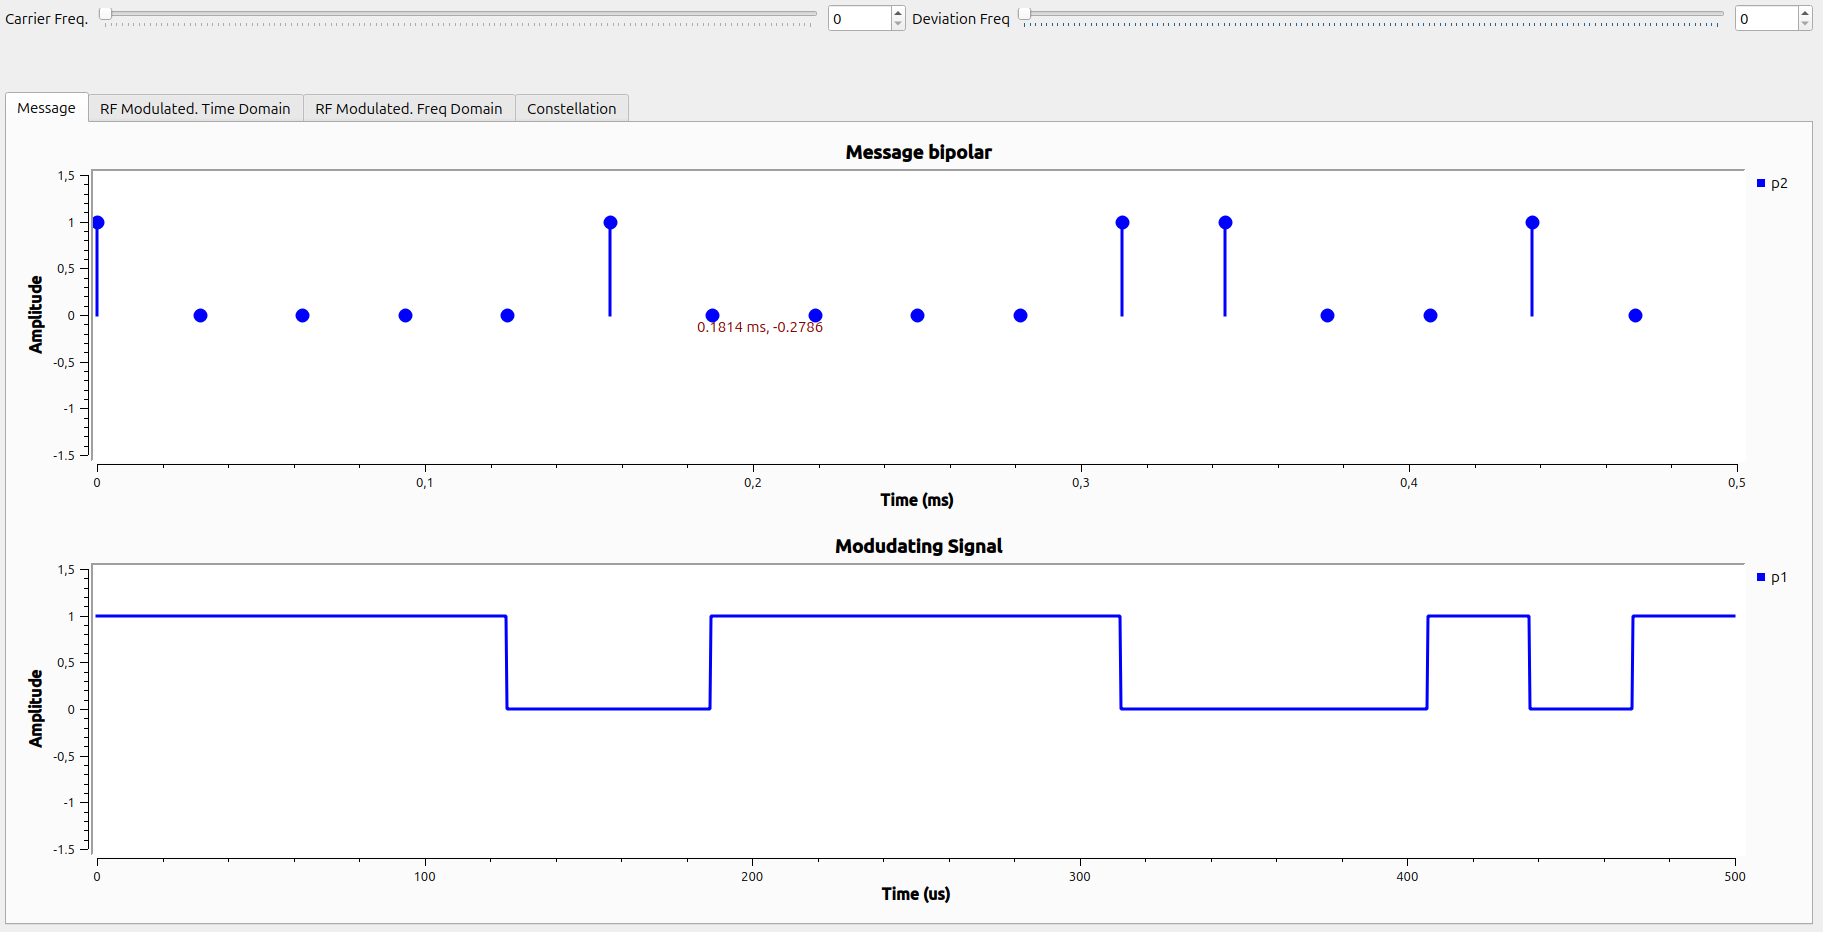 Carrier Freq. 0 Deviation Freq 0
Message RF Modulated. Time Domain RF Modulated. Freq Domain Constellation
Message bipolar
p2
1,5
1
0,5
0
-0,5
-1
-1.5
Amplitude
0.1814 ms, -0.2786
0 0,1 0,2 0,3 0,4 0,5
Time (ms)
Modudating Signal
p1
1,5
1
0,5
0
-0,5
-1
-1.5
Amplitude
0 100 200 300 400 500
Time (us)